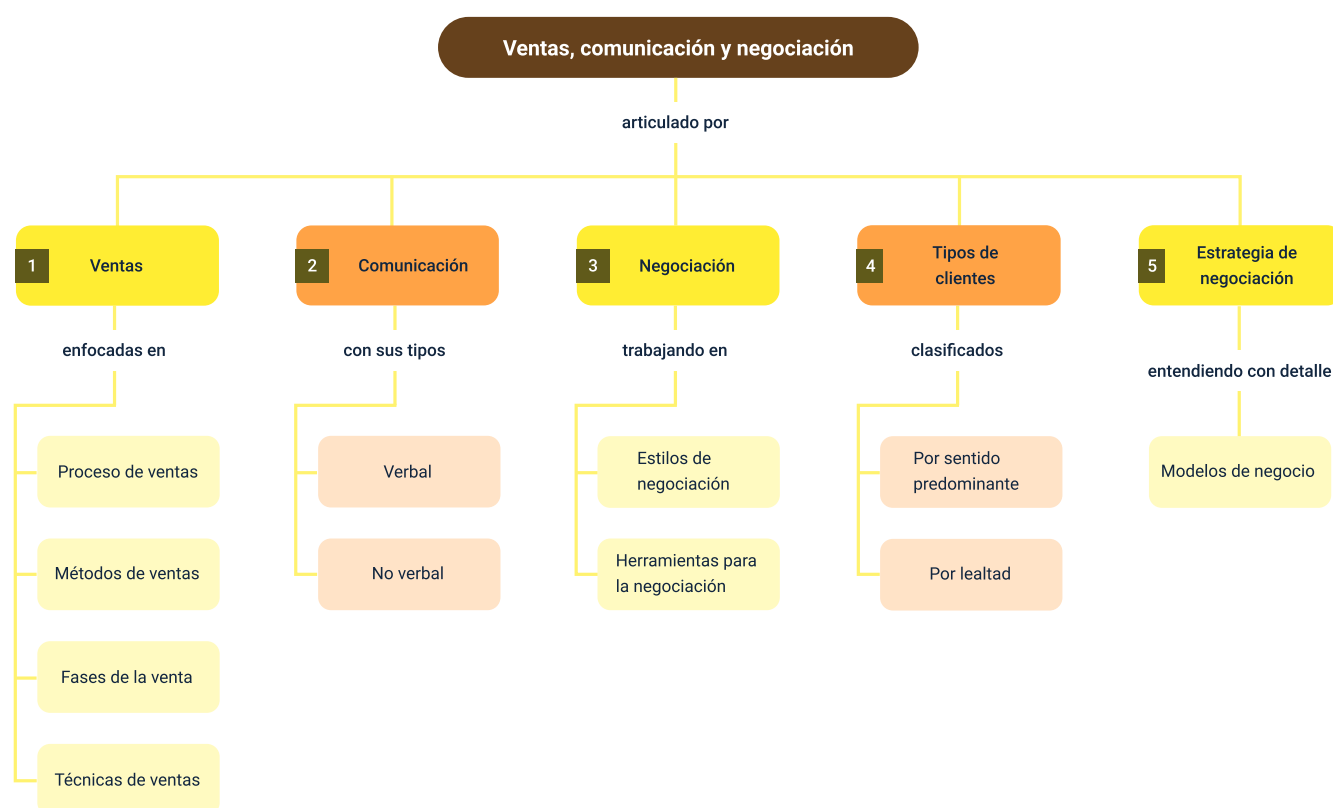 Ventas, comunicación y negociación
articulado por
1
Ventas
2
Comunicación
3
Negociación
4
Tipos de
clientes
5
Estrategia de
negociación
enfocadas en
con sus tipos
trabajando en
clasificados
entendiendo con detalle
Proceso de ventas
Métodos de ventas
Fases de la venta
Técnicas de ventas
Verbal
No verbal
Estilos de
negociación
Herramientas para
la negociación
Por sentido
predominante
Por lealtad
Modelos de negocio